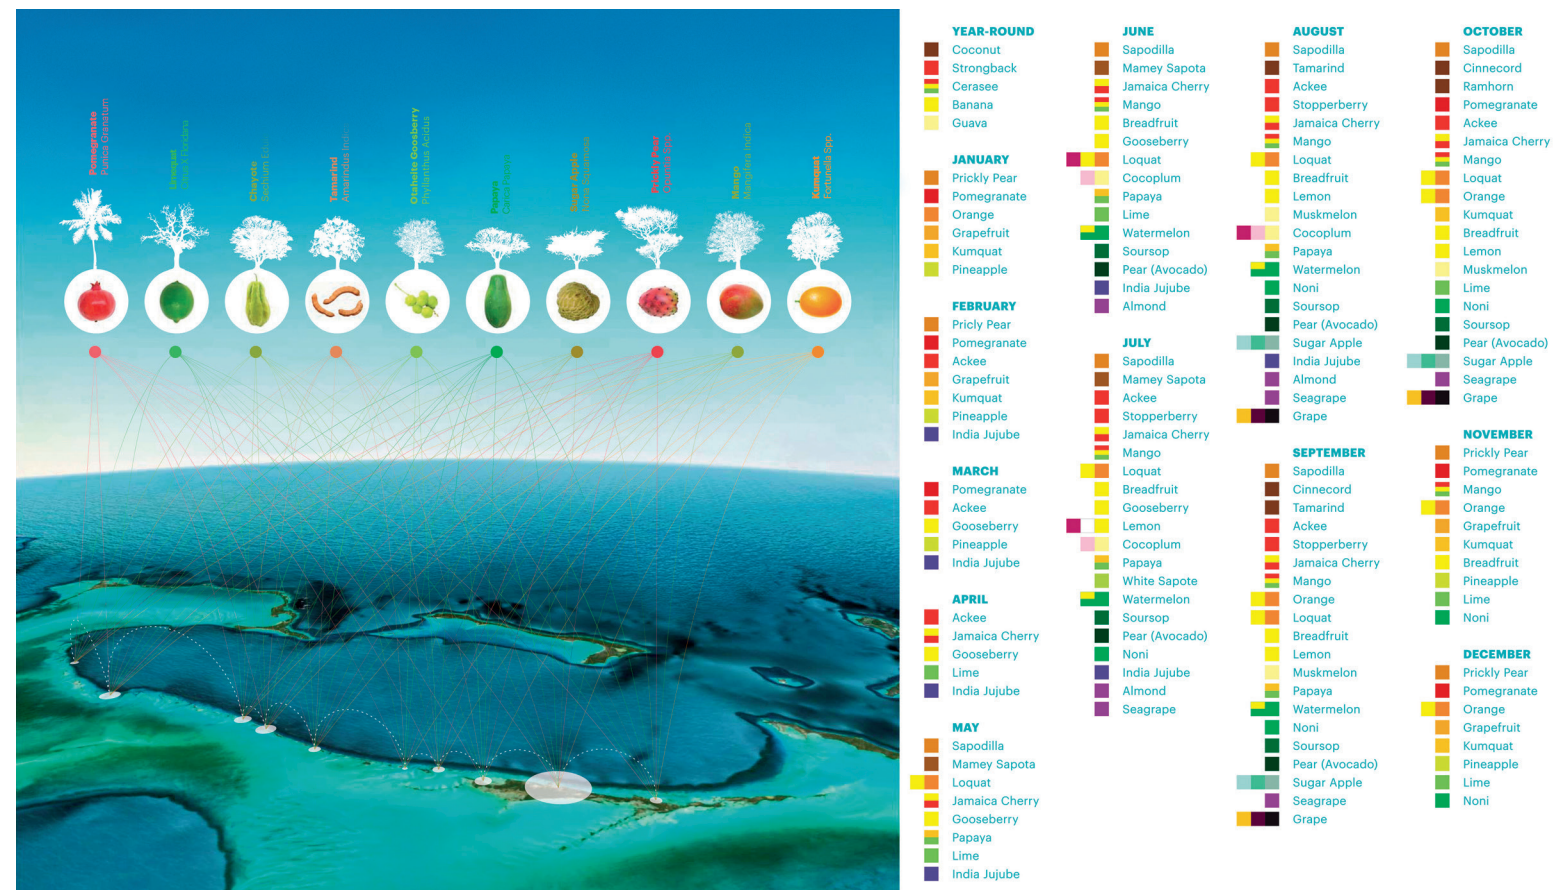 Pomegranate
Punica Granatum
Limequat
Citrus X Floridana
Chayote
Sechium Ed
Tamarind
Amarindus Indica
Otaheite Goosberry
Phyllanthus Acidus
Papaya
Carica Papaya
Sugar Apple
Prickly Pear
Opuntia Spp.
Mango
Mangifera Indica
Kumquat
Fortunella Spp.
YEAR-ROUND
Coconut
Strongback
Cerasee
Banana
Guava
JANUARY
Prickly Pear
Pomegranate
Orange
Grapefruit
Kumquat
Pineapple
FEBRUARY
Pricly Pear
Pomegranate
Ackee
Grapefruit
Kumquat
Pineapple
India Jujube
MARCH
Pomegranate
Ackee
Gooseberry
Pineapple
India Jujube
APRIL
Ackee
Jamaica Cherry
Gooseberry
Lime
India Jujube
MAY
Sapodilla
Mamey Sapota
Loquat
Jamaica Cherry
Gooseberry
Papaya
Lime
India Jujube
JUNE
Sapodilla
Mamey Sapota
Jamaica Cherry
Mango
Breadfruit
Gooseberry
Loquat
Cocoplum
Papaya
Lime
Watermelon
Soursop
Pear (Avocado)
India Jujube
Almond
JULY
Sapodilla
Mamey Sapota
Ackee
Stopperberry
Jamaica Cherry
Mango
Loquat
Breadfruit
Gooseberry
Lemon
Cocoplum
Papaya
White Sapote
Watermelon
Soursop
Pear (Avocado)
Noni
India Jujube
Almond
Seagrape
AUGUST
Sapodilla
Tamarind
Ackee
Stopperberry
Jamaica Cherry
Mango
Loquat
Breadfruit
Lemon
Muskmelon
Cocoplum
Papaya
Watermelon
Noni
Soursop
Pear (Avocado)
Sugar Apple
India Jujube
Almond
Seagrape
Grape
SEPTEMBER
Sapodilla
Cinnecord
Tamarind
Ackee
Stopperberry
Jamaica Cherry
Mango
Orange
Loquat
Breadfruit
Lemon
Muskmelon
Papaya
Watermelon
Noni
Soursop
Pear (Avocado)
Sugar Apple
Seagrape
Grape
OCTOBER
Sapodilla
Cinnecord
Ramhorn
Pomegranate
Ackee
Jamaica Cherry
Mango
Loquat
Orange
Kumquat
Breadfruit
Lemon
Muskmelon
Lime
Noni
Soursop
Pear (Avocado)
Sugar Apple
Seagrape
Grape
NOVEMBER
Prickly Pear
Pomegranate
Mango
Orange
Grapefruit
Kumquat
Breadfruit
Pineapple
Lime
Noni
DECEMBER
Prickly Pear
Pomegranate
Orange
Grapefruit
Kumquat
Pineapple
Lime
Noni